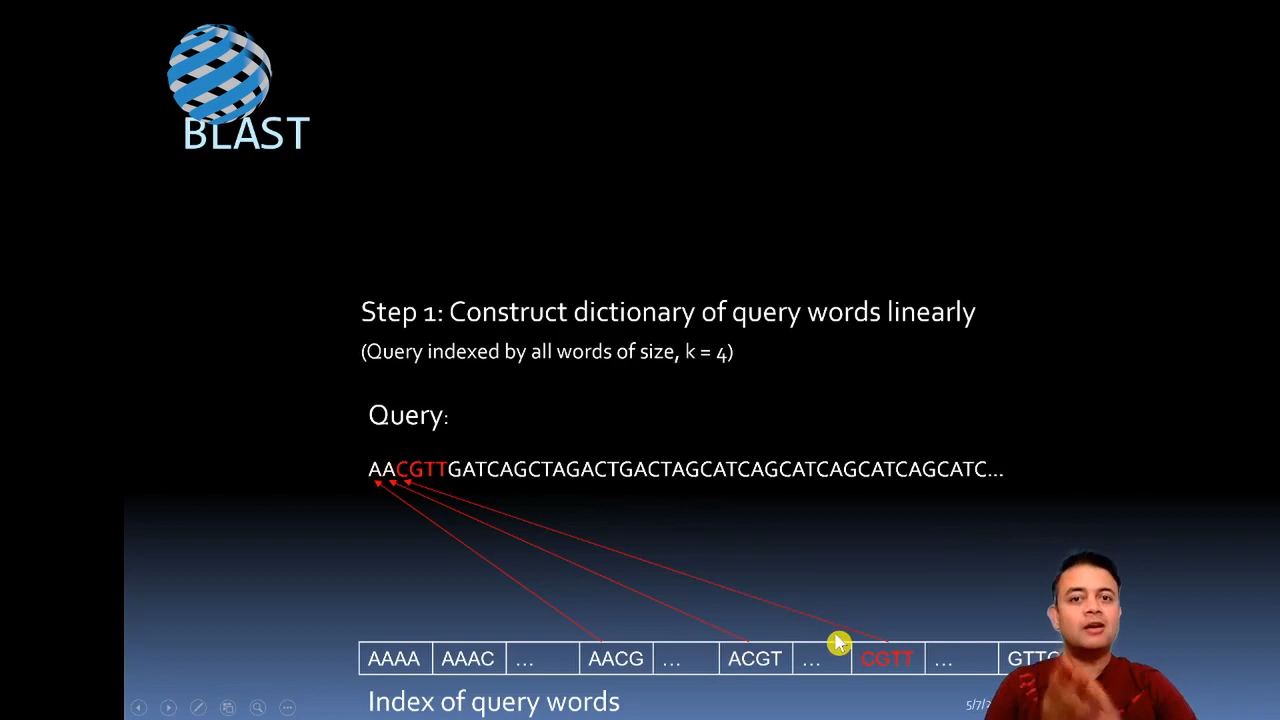 BLAST
Step 1: Construct dictionary of query words linearly
(Query indexed by all words of size, k = 4)
Query:
AACGTTGATCAGCTAGACTGACTAGCATCAGCATCAGCATCAGCATC...
AAAA AAAC ... AACG ... ACGT ... CGTT ...
Index of query words